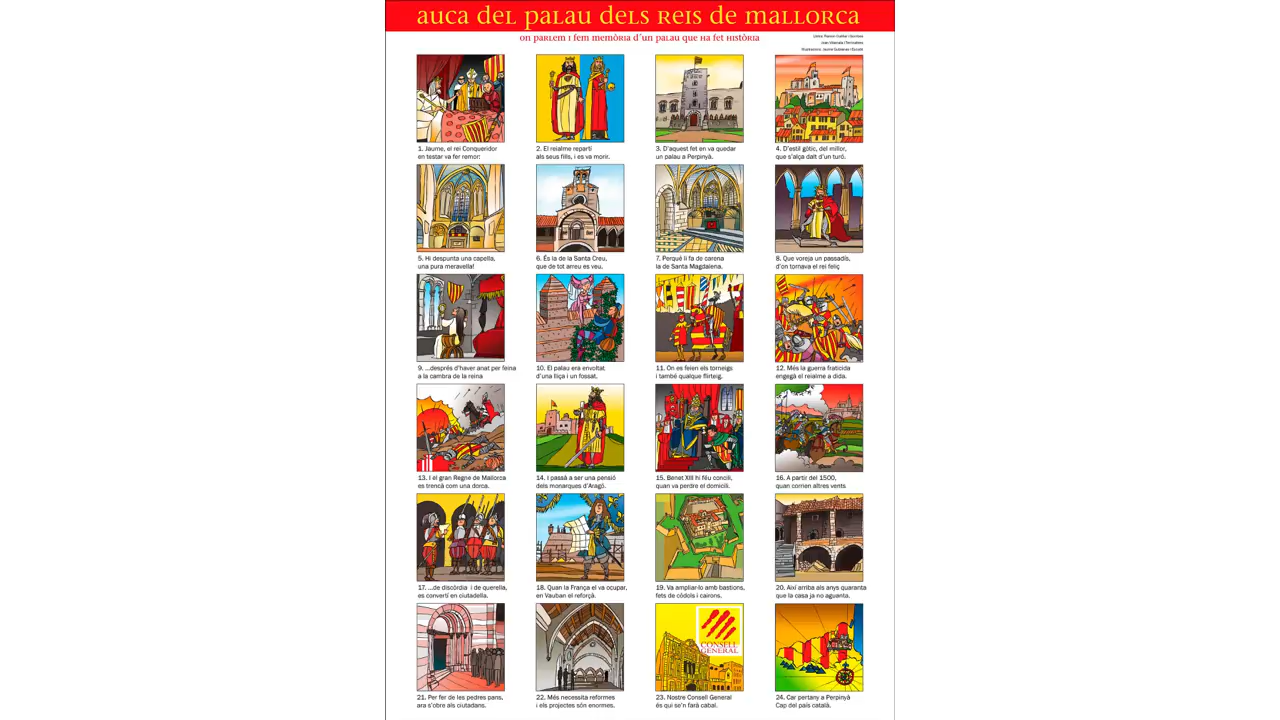 auca del palau dels reis de mallorca
on parlem i fem memòria d'un palau que ha fet història
1. Jaume, el rei Conqueridor
en testar va fer remor:
2. El reialme repartí
als seus fills, i es va morir.
3. D'aquest fet en va quedar
un palau a Perpinyà.
4. D'estil gòtic, del millor,
que s'alça dalt d'un turó.
5. Hi despunta una capella,
una pura meravella!
6. És la de la Santa Creu,
que de tot arreu es veu.
7. Perquè li fa de carena
la de Santa Magdalena.
8. Que voreja un passadís,
d'on tornava el rei feliç
9. ...després d'haver anat per feina
a la cambra de la reina
10. El palau era envoltat
d'una lliça i un fossat.
11. On es feien els torneigs
i també qualque flirteig.
12. Més la guerra fraticida
engegà el reialme a dida.
13. I el gran Regne de Mallorca
es trencà com una dorca.
14. I passà a ser una pensió
dels monarques d'Aragó.
15. Benet XIII hi féu concili,
quan va perdre el domicili.
16. A partir del 1500,
quan corrien altres vents
17. ...de discòrdia i de querella,
es convertí en ciutadella.
18. Quan la França el va ocupar,
en Vauban el reforçà.
19. Va ampliar-lo amb bastions,
fets de còdols i cairons.
20. Així arriba als anys quaranta
que la casa ja no aguanta.
CONSELL
GENERAL
21. Per fer de les pedres pans,
ara s'obre als ciutadans.
22. Més necessita reformes
i els projectes són enormes.
23. Nostre Consell General
és qui se'n farà cabal.
24. Car pertany a Perpinyà
Cap del país català.